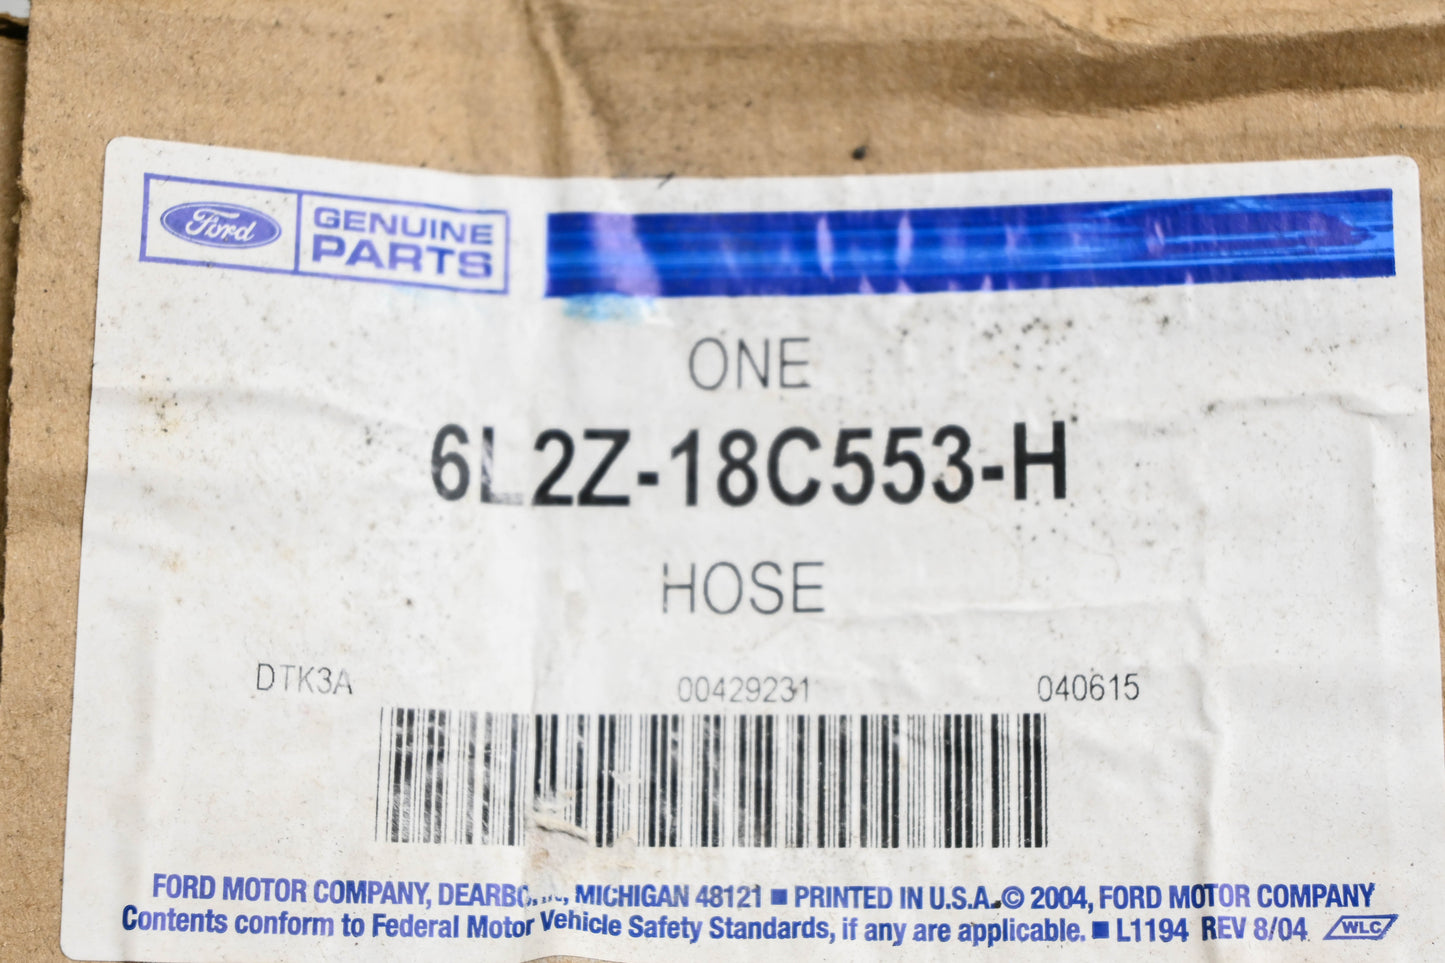 Ford GENUINE
PARTS
ONE
6L2Z-18C553-H
HOSE
DTK3A 00429231 040615
FORD MOTOR COMPANY, MICHIGAN 48121 ■ PRINTED IN U.S.A. © 2004, FORD MOTOR COMPANY
Contents conform to Federal Motor Vehicle Safety Standards, if any are applicable. ■ L1194 REV 8/04 WLC